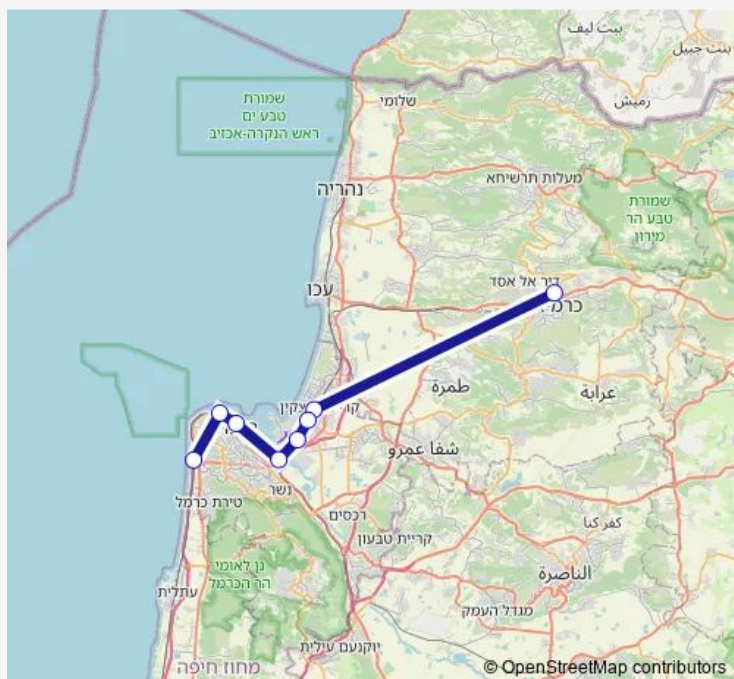 בית ליף
בנת ג'ביל
רמיש
שלומי
שמורת
טבע ים
ראש הנקרה-אכזיב
מעלות תרשיחא
נהריה
שמורת
טבע הר
מירון
דיר אל אסד
עכו
טמרה
עראבה
שפא עמרו
נשר
טירת כרמל
רכסים
כפר כנא
קריית טבעון
גן לאומי
הר הכרמל
הנאצרה
עתלית
מגדל העמק
יוקנעם עילית
מחוז חיפה
© OpenStreetMap contributors